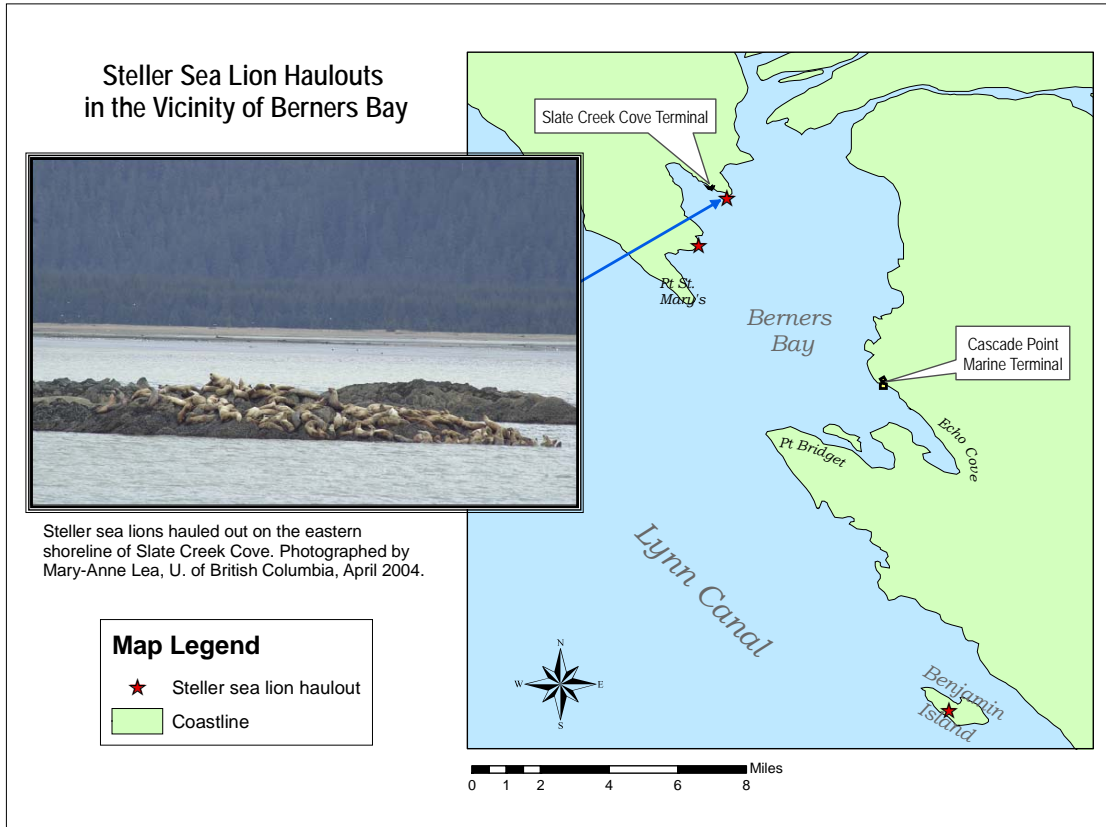 Steller Sea Lion Haulouts
in the Vicinity of Berners Bay
Slate Creek Cove Terminal
Pt St.
Mary's
Berners
Bay
Cascade Point
Marine Terminal
Echo Cove
Pt Bridget
Steller sea lions hauled out on the eastern
shoreline of Slate Creek Cove. Photographed by
Mary-Anne Lea, U. of British Columbia, April 2004.
Lynn Canal
Map Legend
Steller sea lion haulout
Coastline
N
W
E
S
Benjamin
Island
Miles
0 1 2 4 6 8